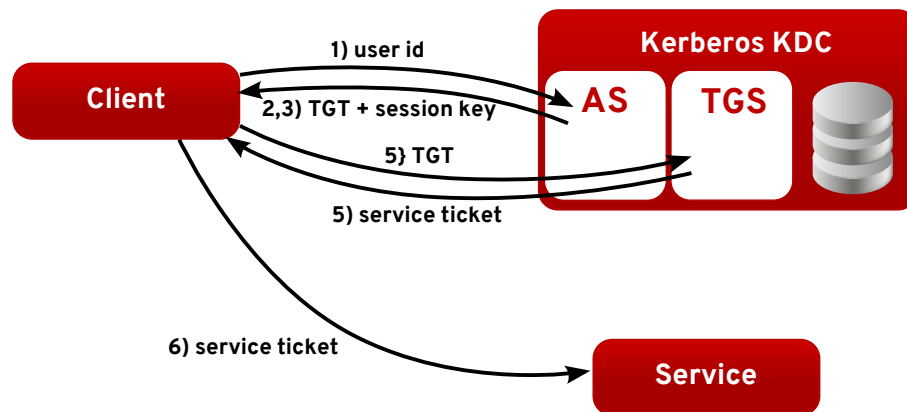 Kerberos KDC
1) user id
Client
AS
TGS
2,3) TGT + session key
5} TGT
5) service ticket
6) service ticket
Service